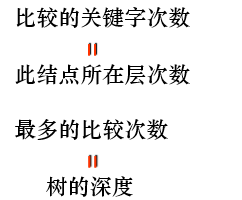 比较的关键字次数
=
此结点所在层次数
最多的比较次数
=
树的深度